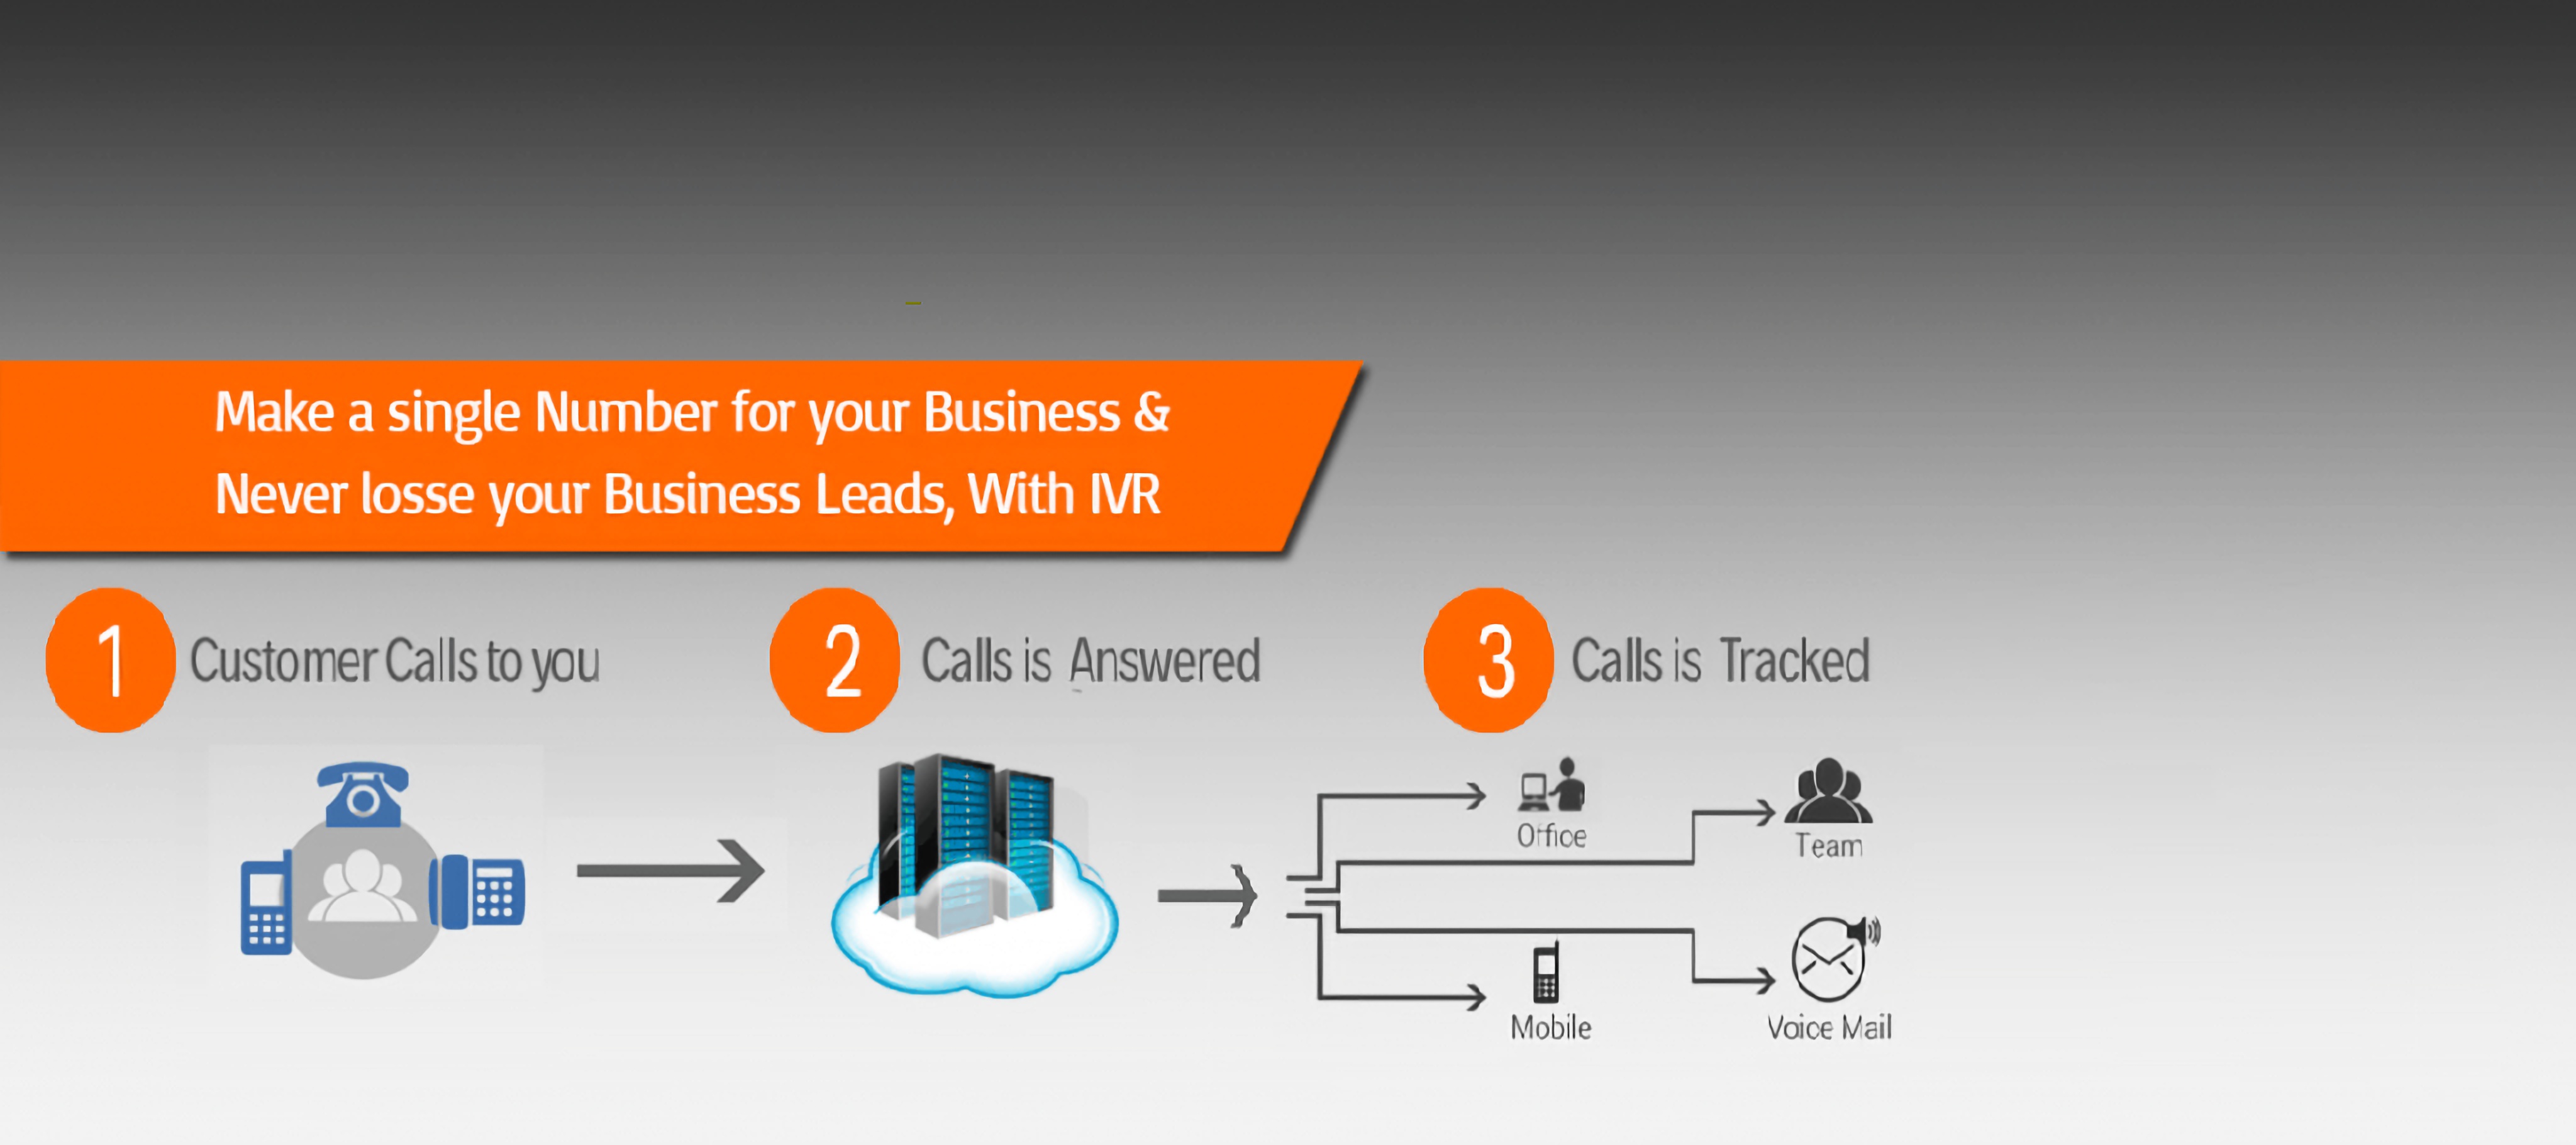 Make a single Number for your Business &
Never losse your Business Leads, With IVR
1 Customer Calls to you
2 Calls is Answered
3 Calls is Tracked
Office
Team
Mobile
Voice Mail